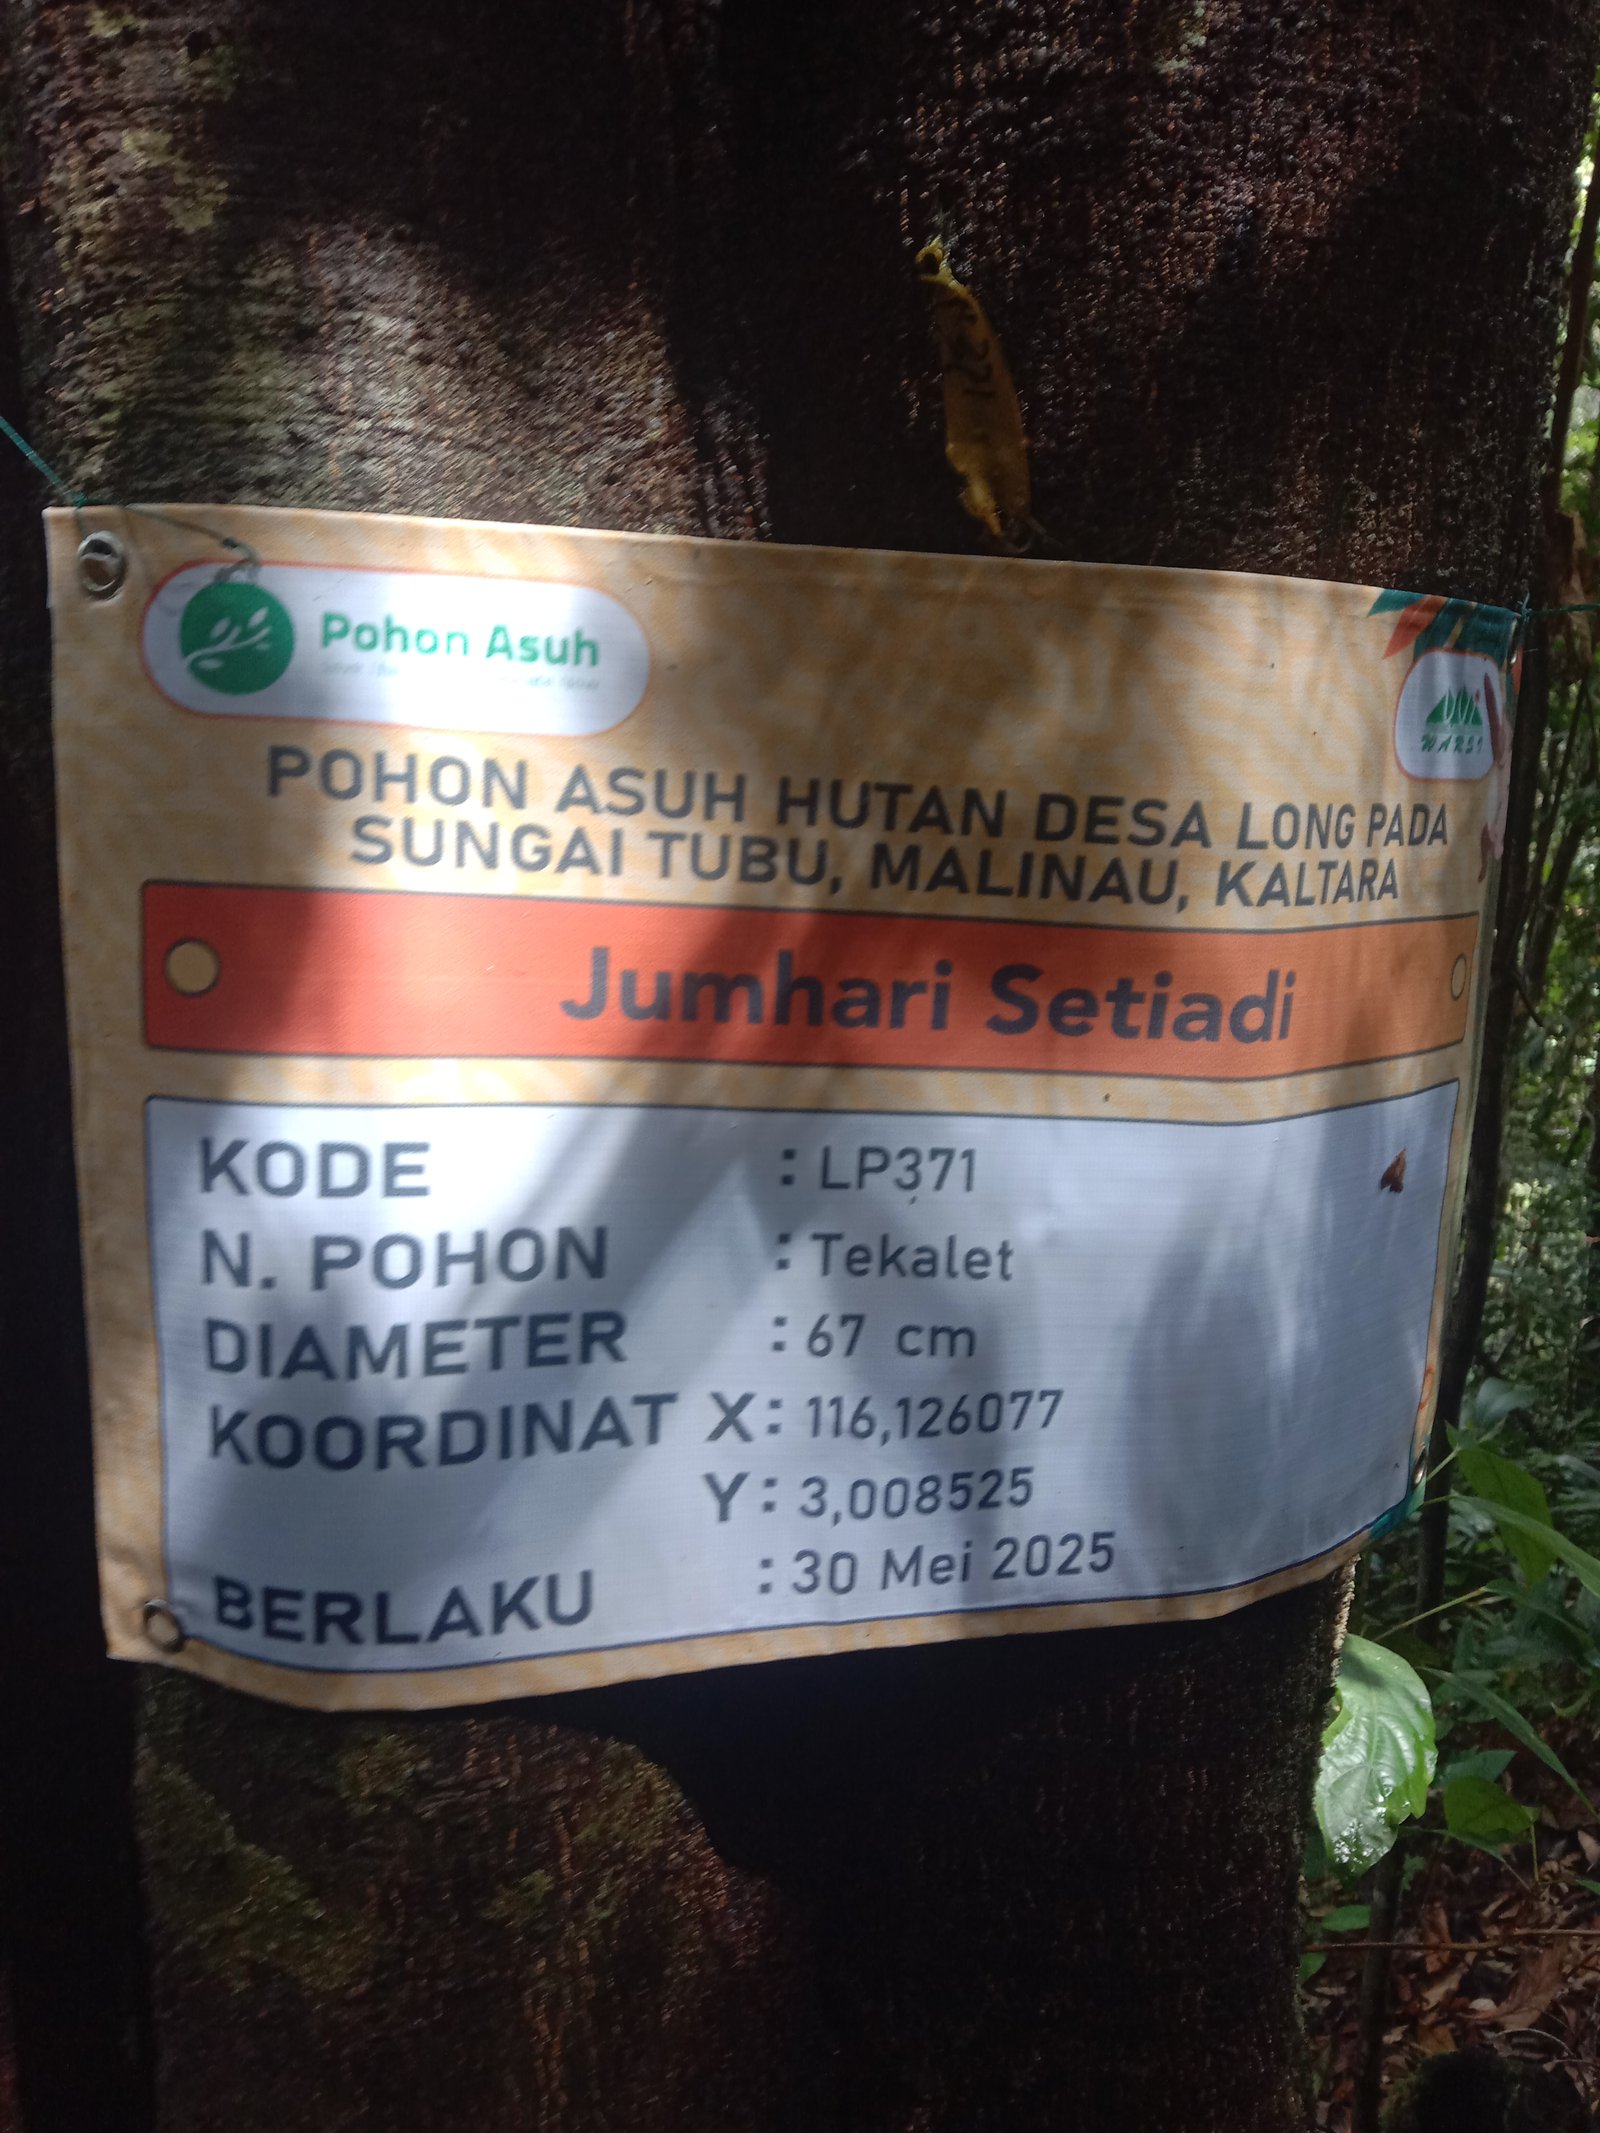 Pohon Asuh
WARSI
POHON ASUH HUTAN DESA LONG PADA
SUNGAI TUBU, MALINAU, KALTARA
Jumhari Setiadi
KODE : LP371
N. POHON : Tekalet
DIAMETER : 67 cm
KOORDINAT X : 116,126077
Y : 3,008525
BERLAKU : 30 Mei 2025